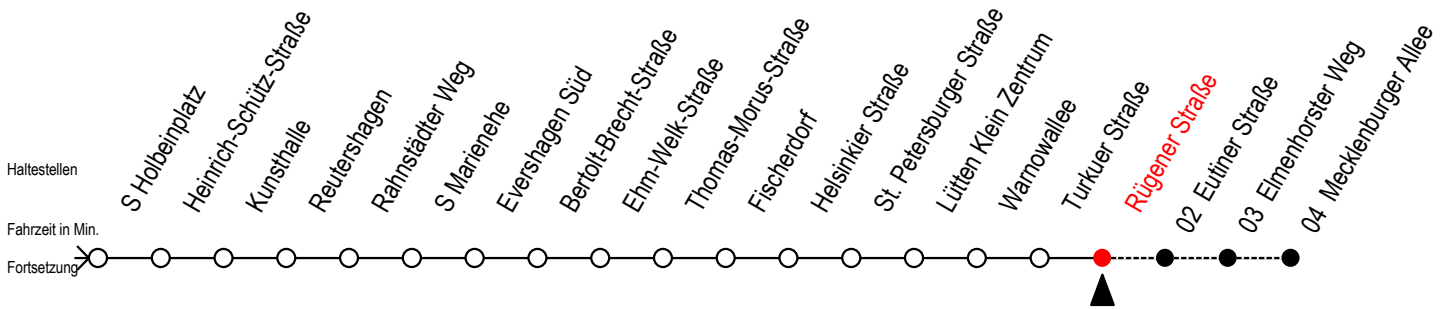 Haltestellen
Fahrzeit in Min.
Fortsetzung
S Holbeinplatz
Heinrich-Schütz-Straße
Kunsthalle
Reutershagen
Rahnstädter Weg
S Marienehe
Evershagen Süd
Bertolt-Brecht-Straße
Ehm-Welk-Straße
Thomas-Morus-Straße
Fischerdorf
Helsinkier Straße
St. Petersburger Straße
Lütten Klein Zentrum
Warnowallee
Turkuer Straße
Rügener Straße
02 Eutiner Straße
03 Elmenhorster Weg
04 Mecklenburger Allee